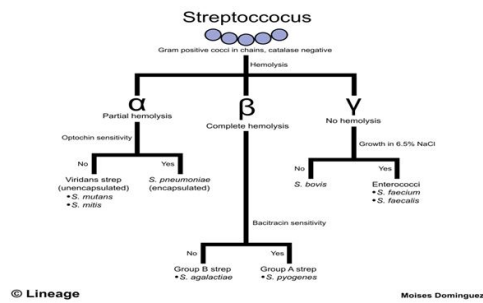 Streptoccocus
Gram positive cocci in chains, catalase negative
Hemolysis
α
Partial hemolysis
β
Complete hemolysis
γ
No hemolysis
Optochin sensitivity
Growth in 6.5% NaCl
No
Yes
No
Yes
Viridans strep
(unencapsulated)
• S. mutans
• S. mitis
S. pneumoniae
(encapsulated)
S. bovis
Enterococci
• S. faecium
• S. faecalis
Bacitracin sensitivity
No
Yes
Group B strep
• S. agalactiae
Group A strep
• S. pyogenes
© Lineage
Moises Dominguez